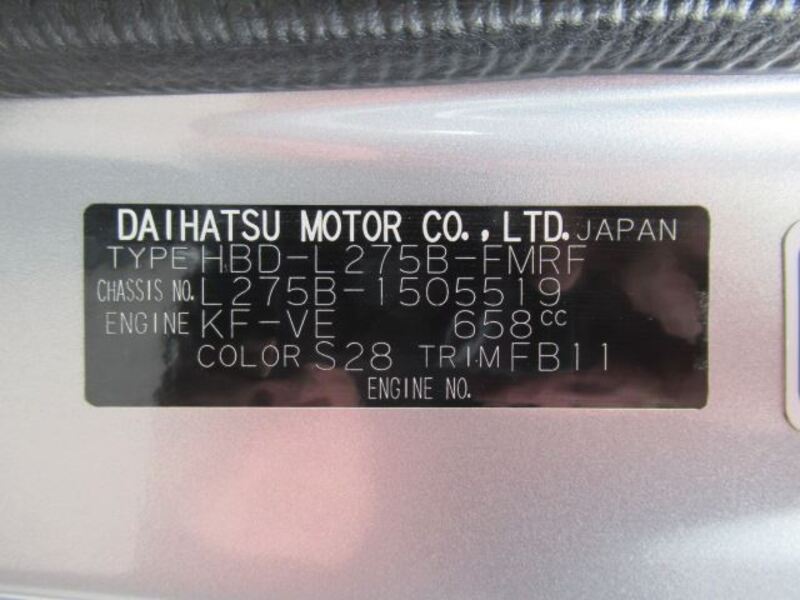 DAIHATSU MOTOR CO., LTD. JAPAN
TYPE HBD-L275B-FMRF
CHASSIS NO. L275B-1505519
ENGINE KF-VE 658cc
COLOR S28 TRIM FB11
ENGINE NO.